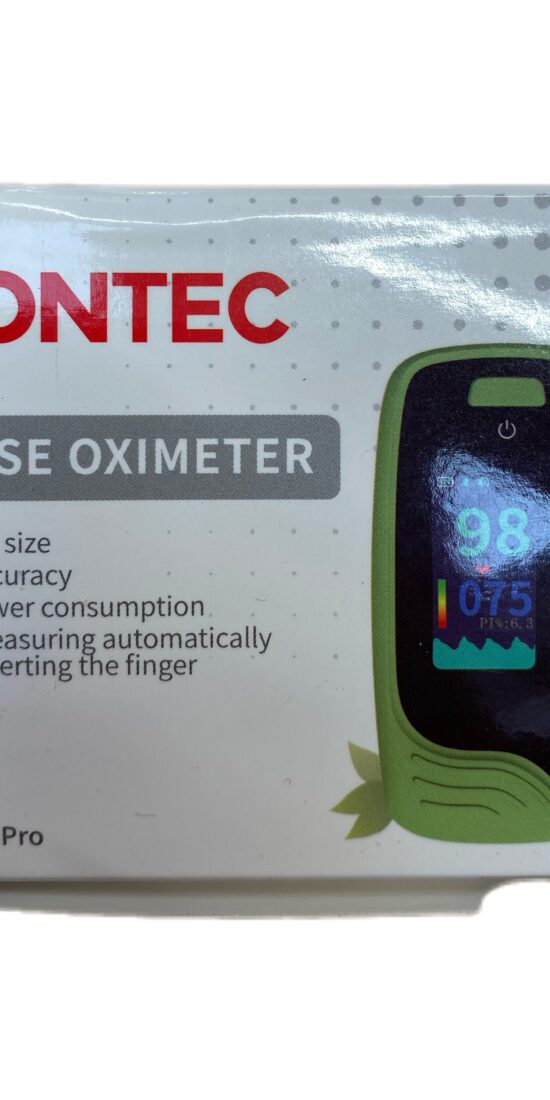 ONTEC
SE OXIMETER
size
curacy
wer consumption
easuring automatically
erting the finger
98
075
PI%:6.3
Pro